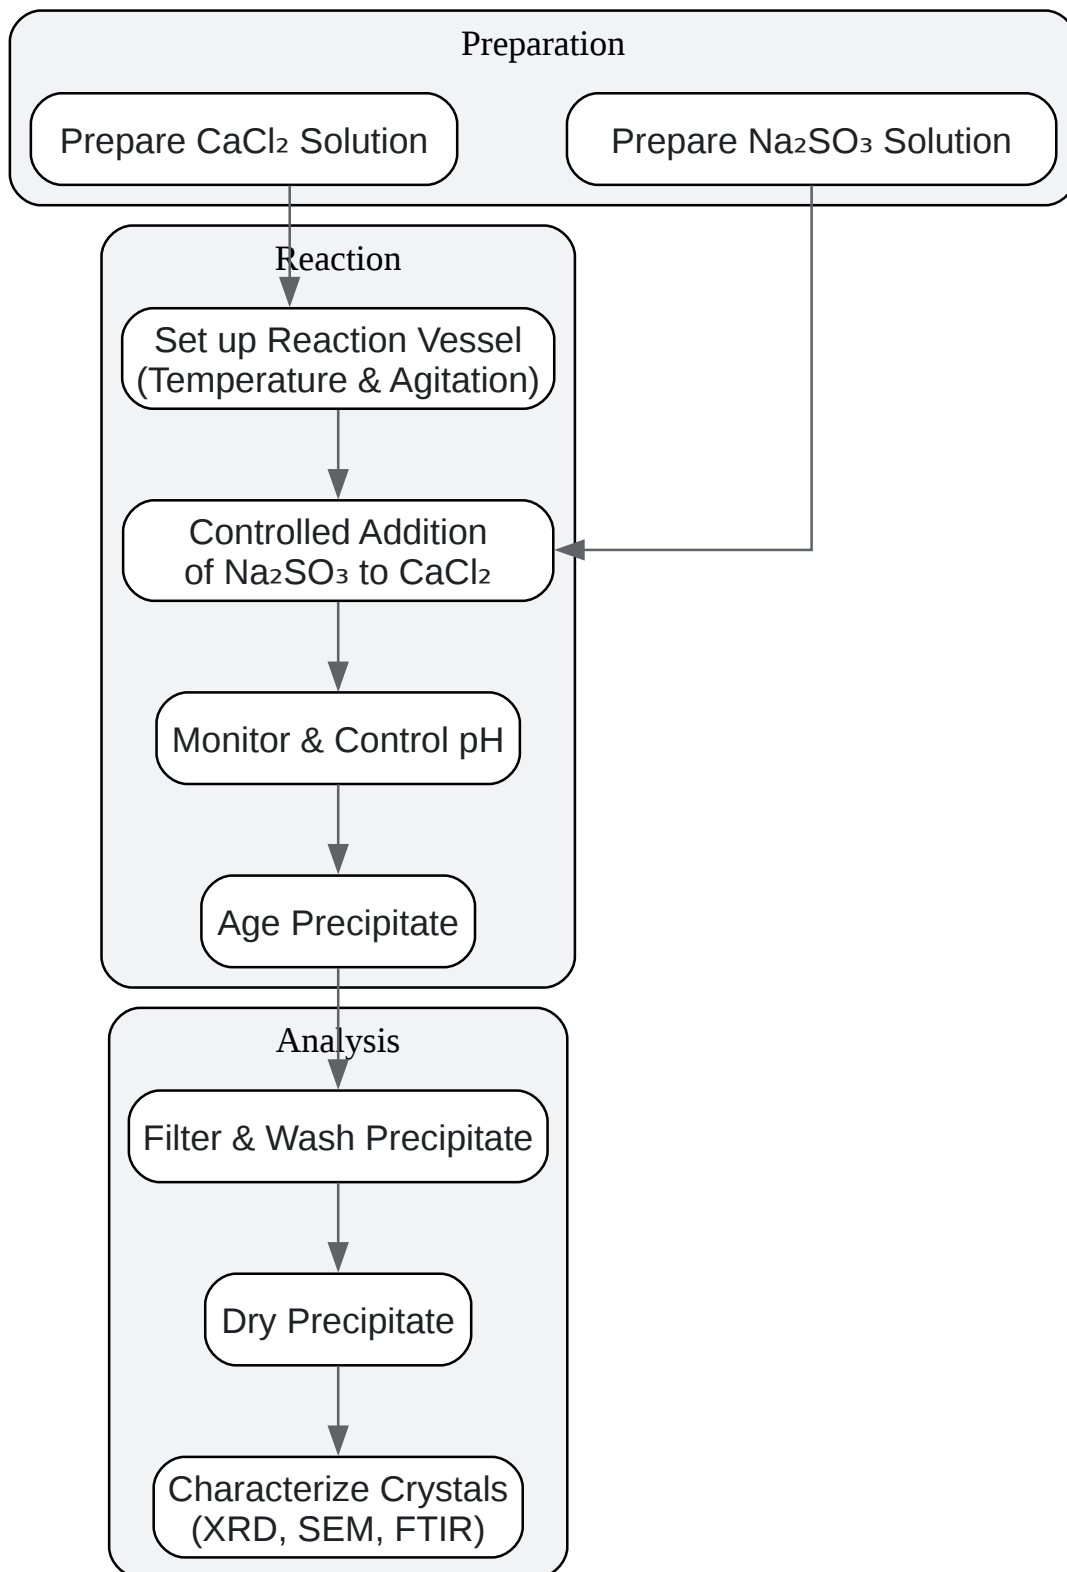 Preparation
Prepare CaCl₂ Solution
Prepare Na₂SO₃ Solution
Reaction
Set up Reaction Vessel
(Temperature & Agitation)
Controlled Addition
of Na₂SO₃ to CaCl₂
Monitor & Control pH
Age Precipitate
Analysis
Filter & Wash Precipitate
Dry Precipitate
Characterize Crystals
(XRD, SEM, FTIR)